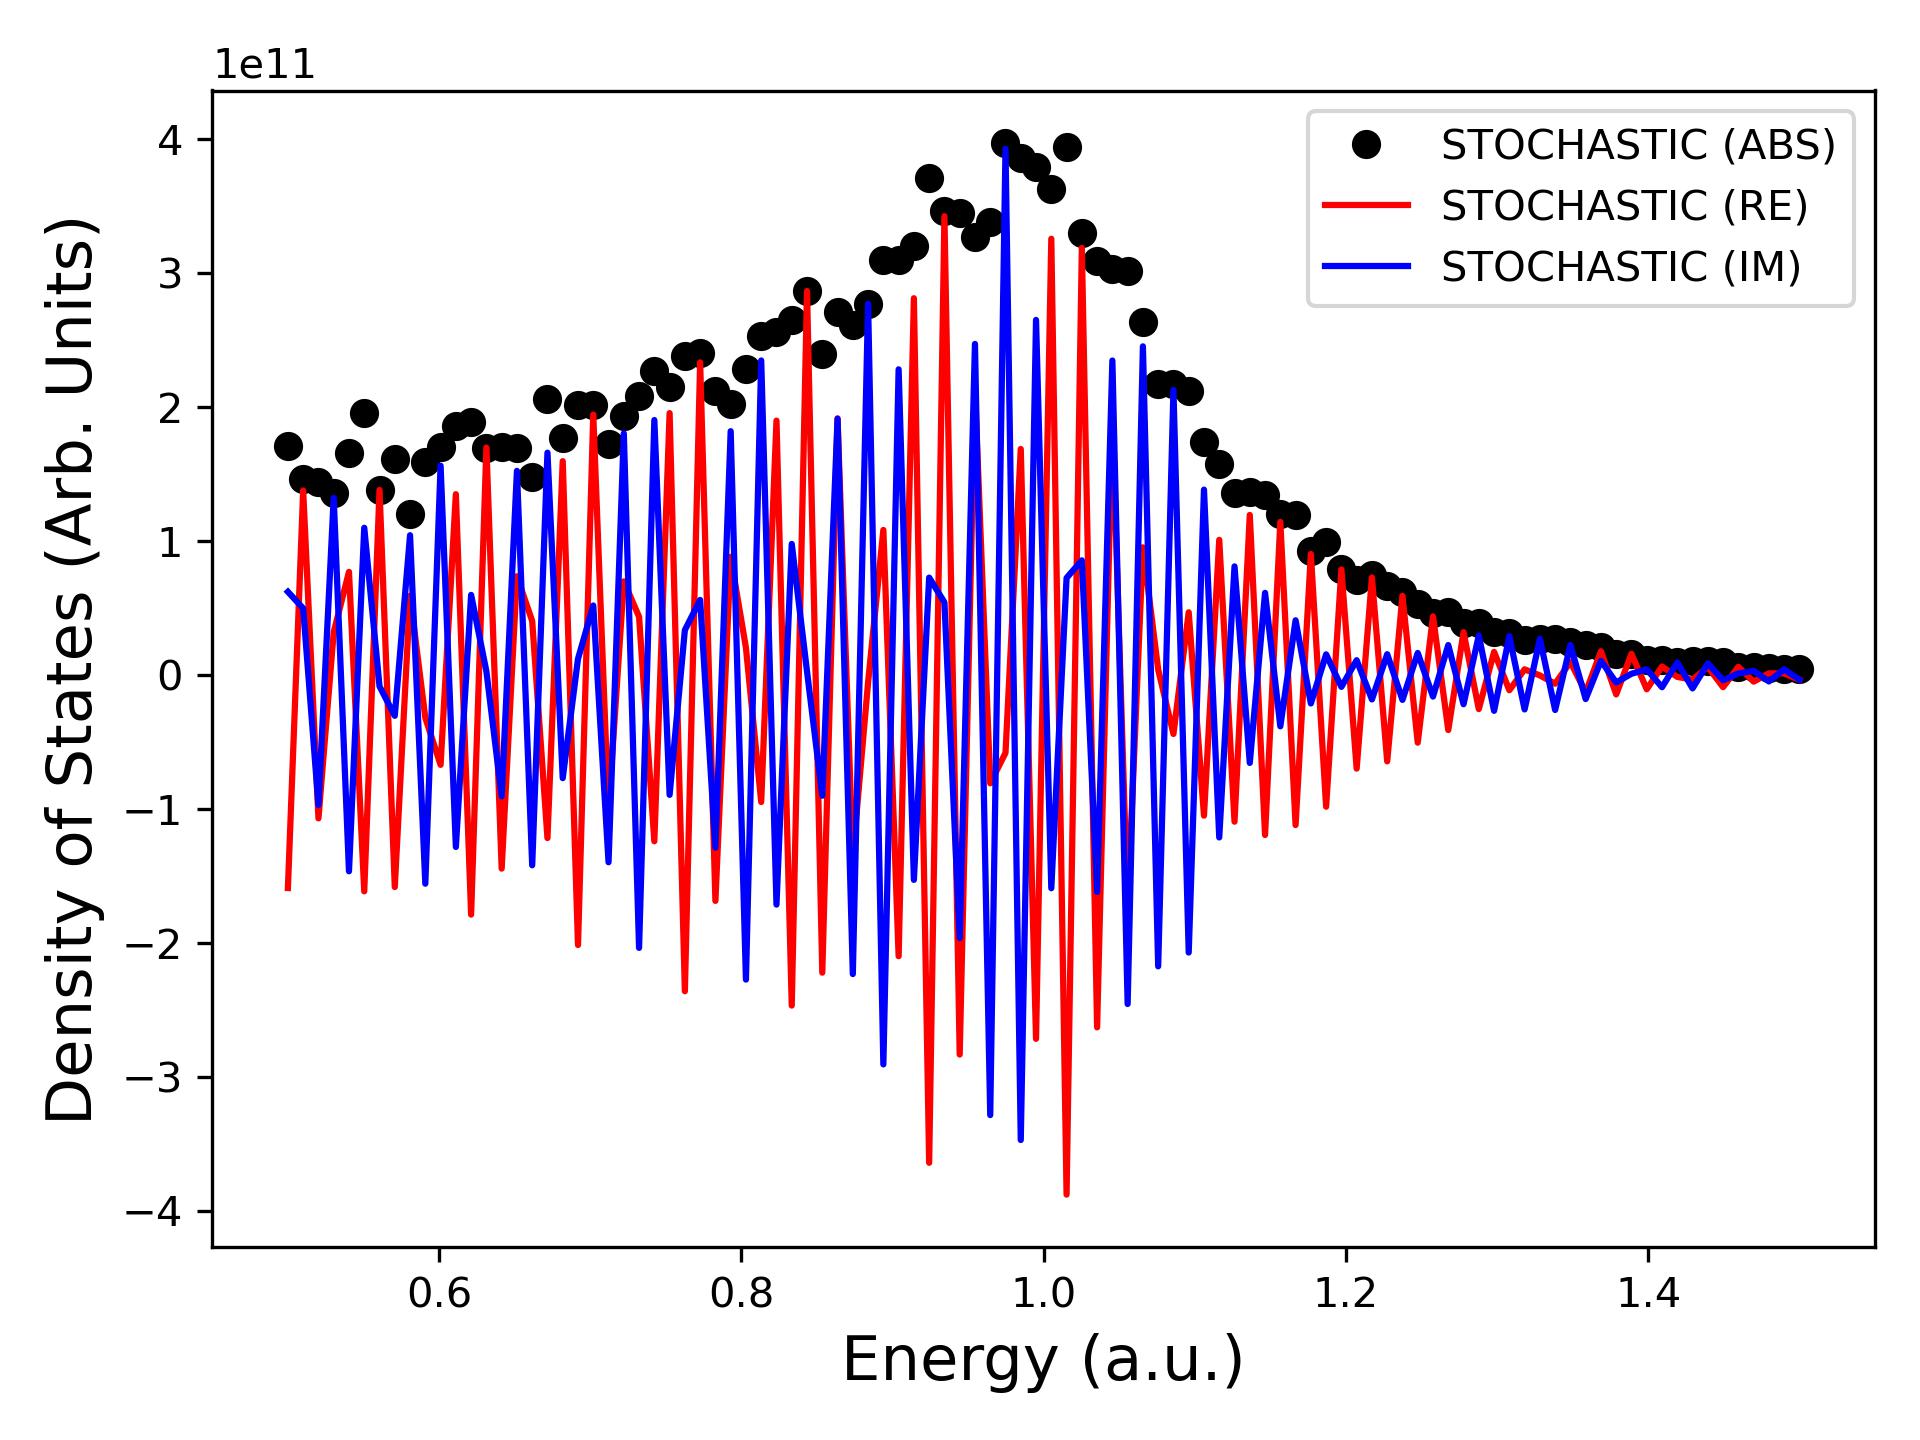 1e11
4
3
2
1
0
−1
−2
−3
−4
Density of States (Arb. Units)
STOCHASTIC (ABS)
STOCHASTIC (RE)
STOCHASTIC (IM)
0.6 0.8 1.0 1.2 1.4
Energy (a.u.)